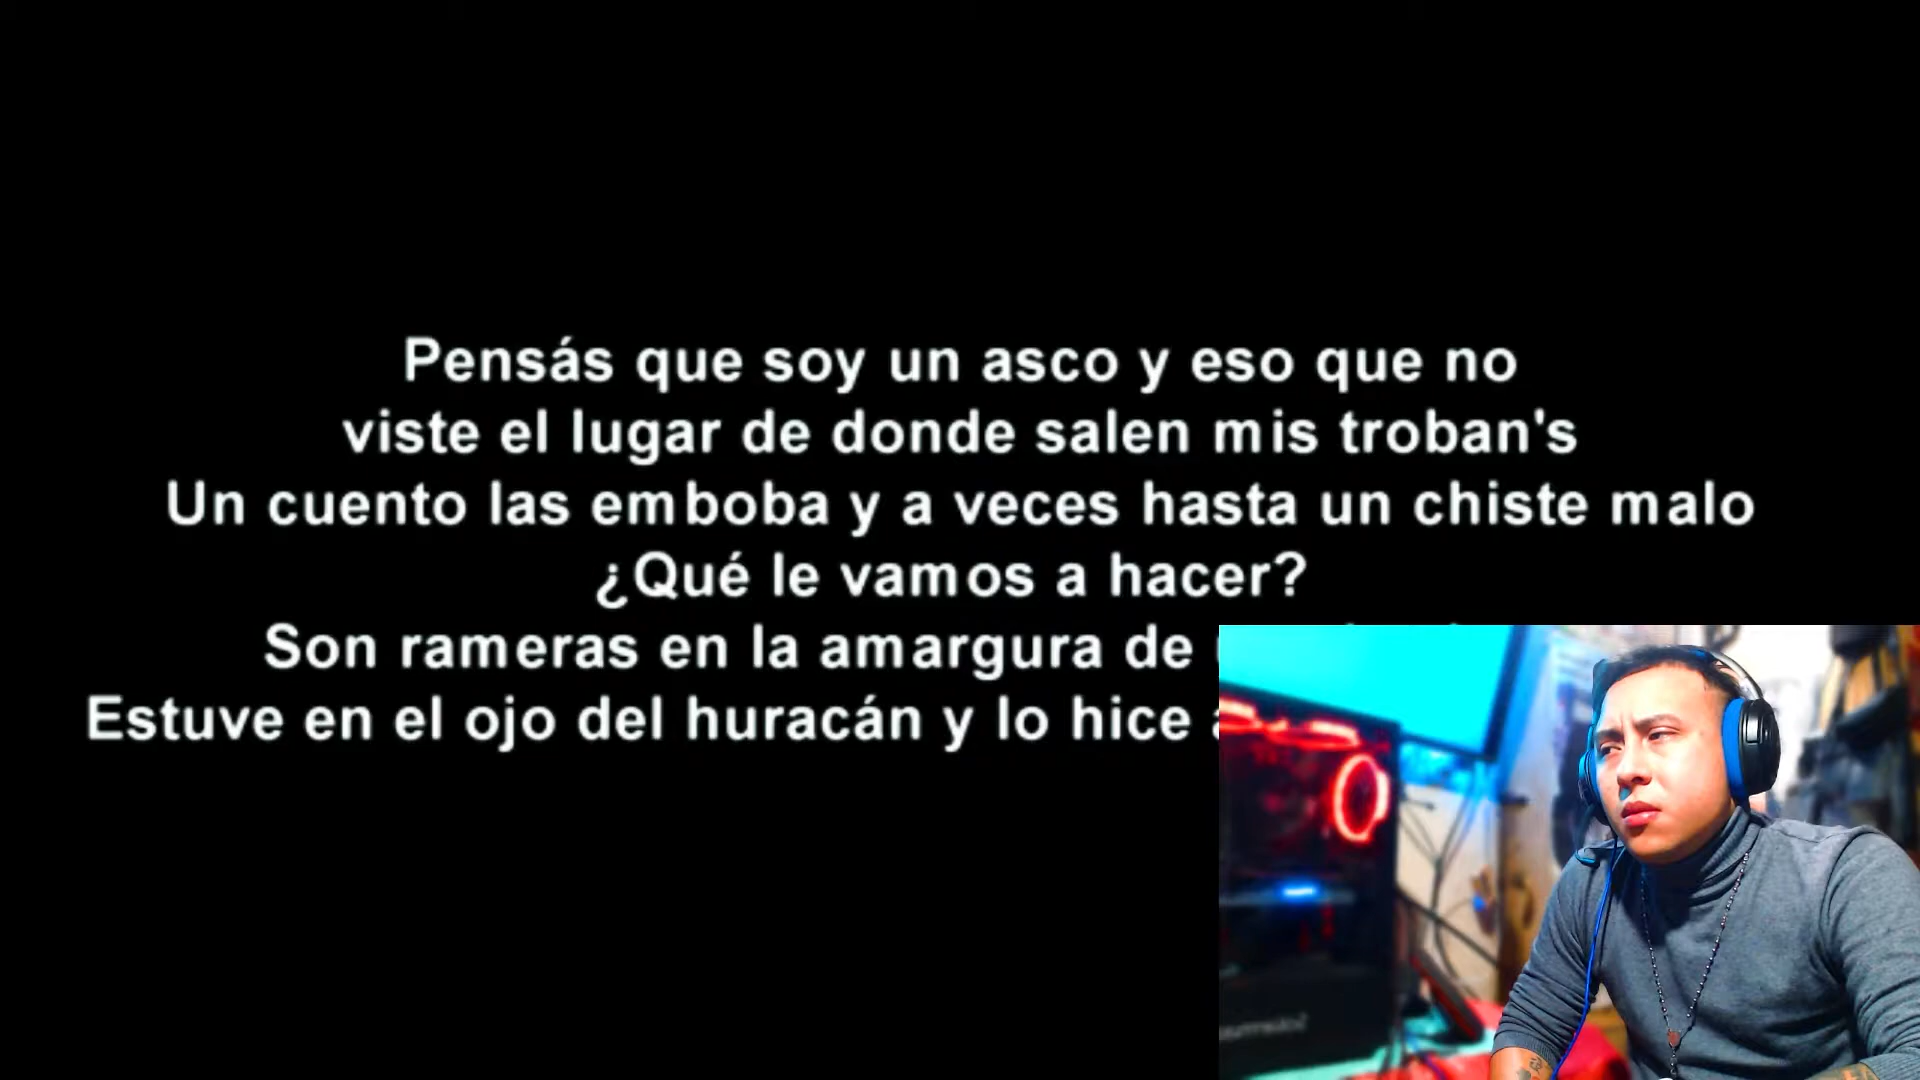 Pensás que soy un asco y eso que no
viste el lugar de donde salen mis troban's
Un cuento las emboba y a veces hasta un chiste malo
¿Qué le vamos a hacer?
Son rameras en la amargura de
Estuve en el ojo del huracán y lo hice